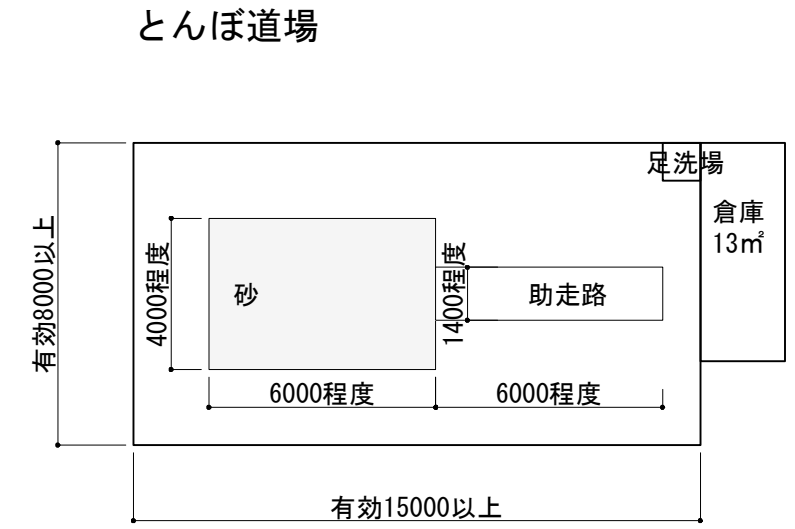 とんぼ道場
足洗場
倉庫
13㎡
有効8000以上
4000程度
砂
1400程度
助走路
6000程度
6000程度
有効15000以上